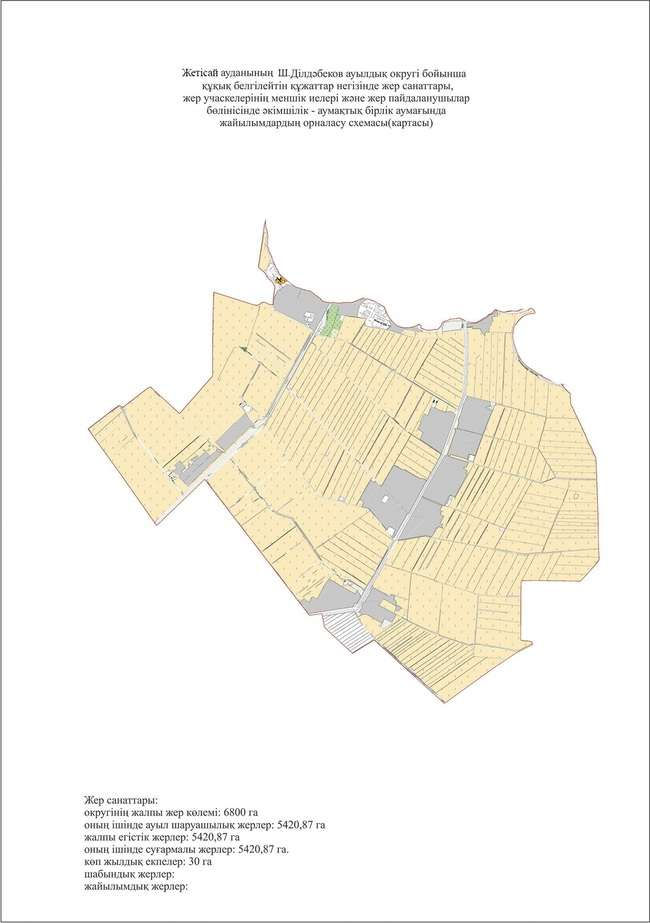 Жетісай ауданының Ш.Ділдәбеков ауылдық округі бойынша
құқық белгілейтін құжаттар негізінде жер санаттары,
жер учаскелерінің меншік иелері және жер пайдаланушылар
бөлінісінде әкімшілік - аумақтық бірлік аумағында
жайылымдардың орналасу схемасы(картасы)
Жер санаттары:
округінің жалпы жер көлемі: 6800 га
оның ішінде ауыл шаруашылық жерлер: 5420,87 га
жалпы егістік жерлер: 5420,87 га
оның ішінде суғармалы жерлер: 5420,87 га.
көп жылдық екпелер: 30 га
шабындық жерлер:
жайылымдық жерлер: